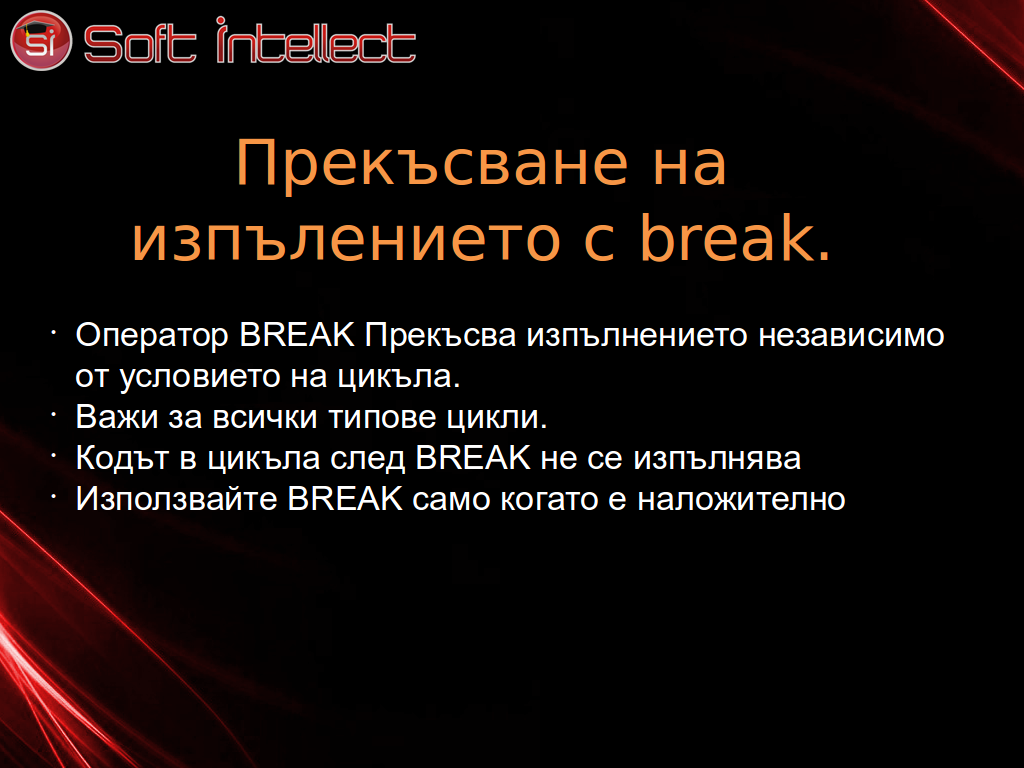 Si Soft intellect
Прекъсване на
изпълението с break.
· Оператор BREAK Прекъсва изпълнението независимо
от условието на цикъла.
· Важи за всички типове цикли.
· Кодът в цикъла след BREAK не се изпълнява
· Използвайте BREAK само когато е наложително